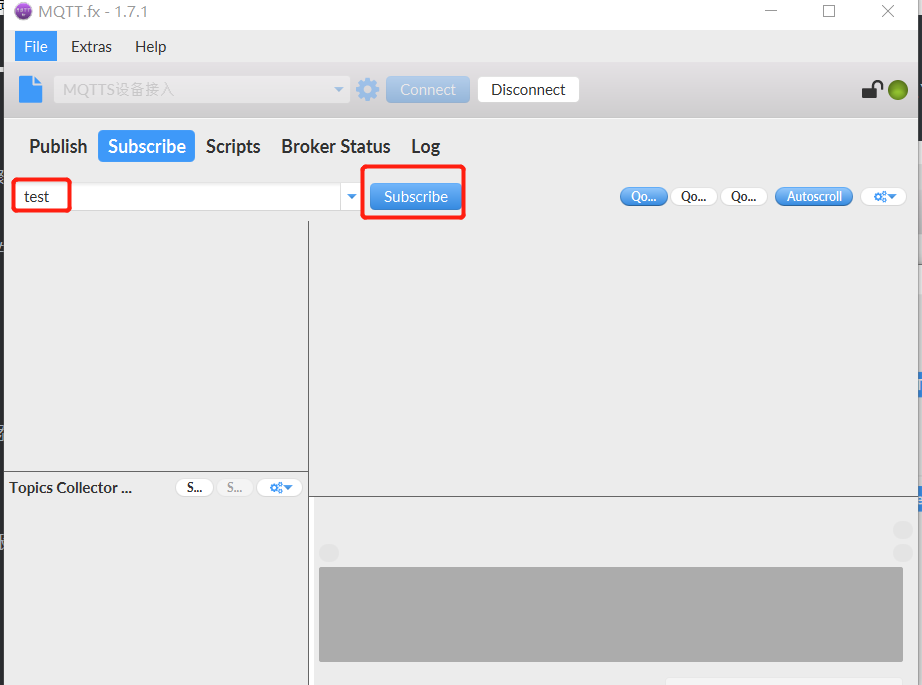 MQTT.fx - 1.7.1
File Extras Help
MQTTS设备接入 Connect Disconnect
Publish Subscribe Scripts Broker Status Log
test Subscribe Qo... Qo... Qo... Autoscroll
Topics Collector ... S... S...